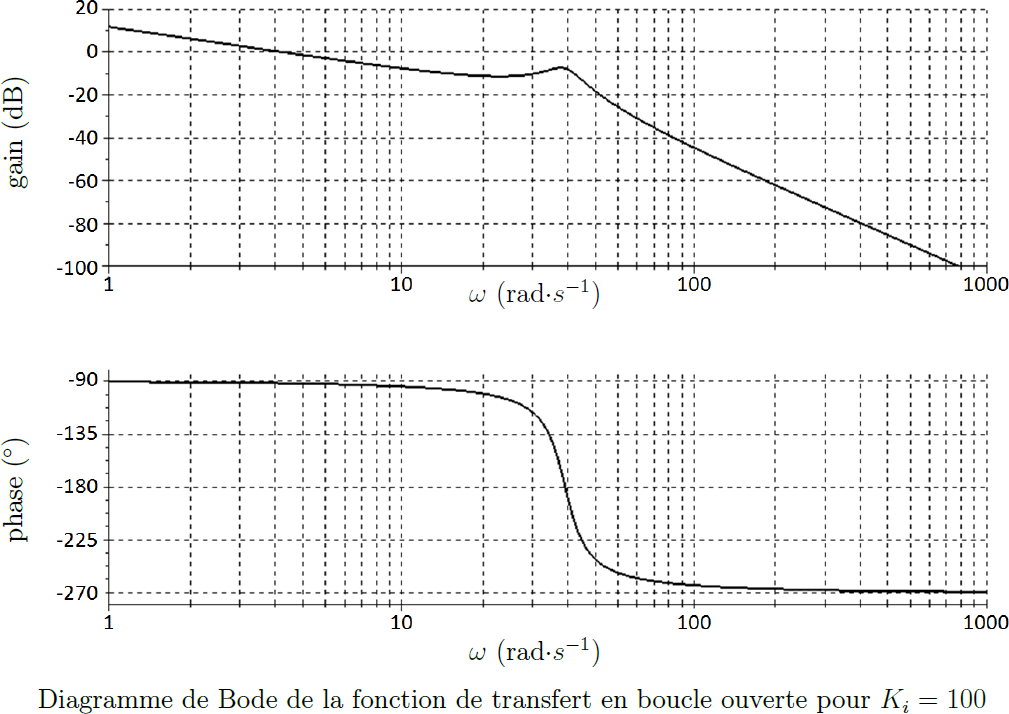 20
0
-20
-40
-60
-80
-100
gain (dB)
1 10 100 1000
ω (rad·s⁻¹)
-90
-135
-180
-225
-270
phase (°)
1 10 100 1000
ω (rad·s⁻¹)
Diagramme de Bode de la fonction de transfert en boucle ouverte pour Kᵢ = 100